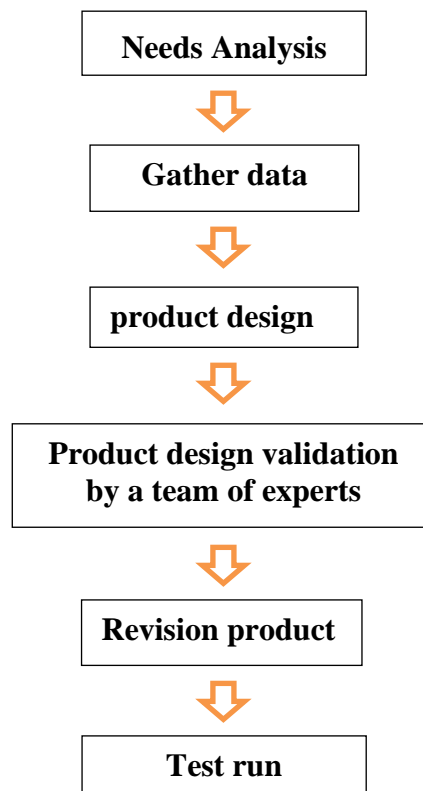 Needs Analysis
Gather data
product design
Product design validation
by a team of experts
Revision product
Test run